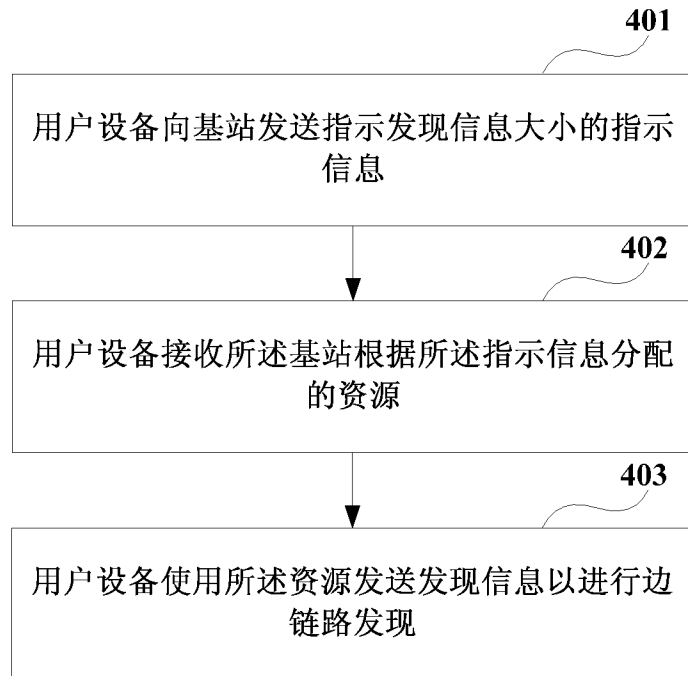 401
用户设备向基站发送指示发现信息大小的指示
信息
402
用户设备接收所述基站根据所述指示信息分配
的资源
403
用户设备使用所述资源发送发现信息以进行边
链路发现